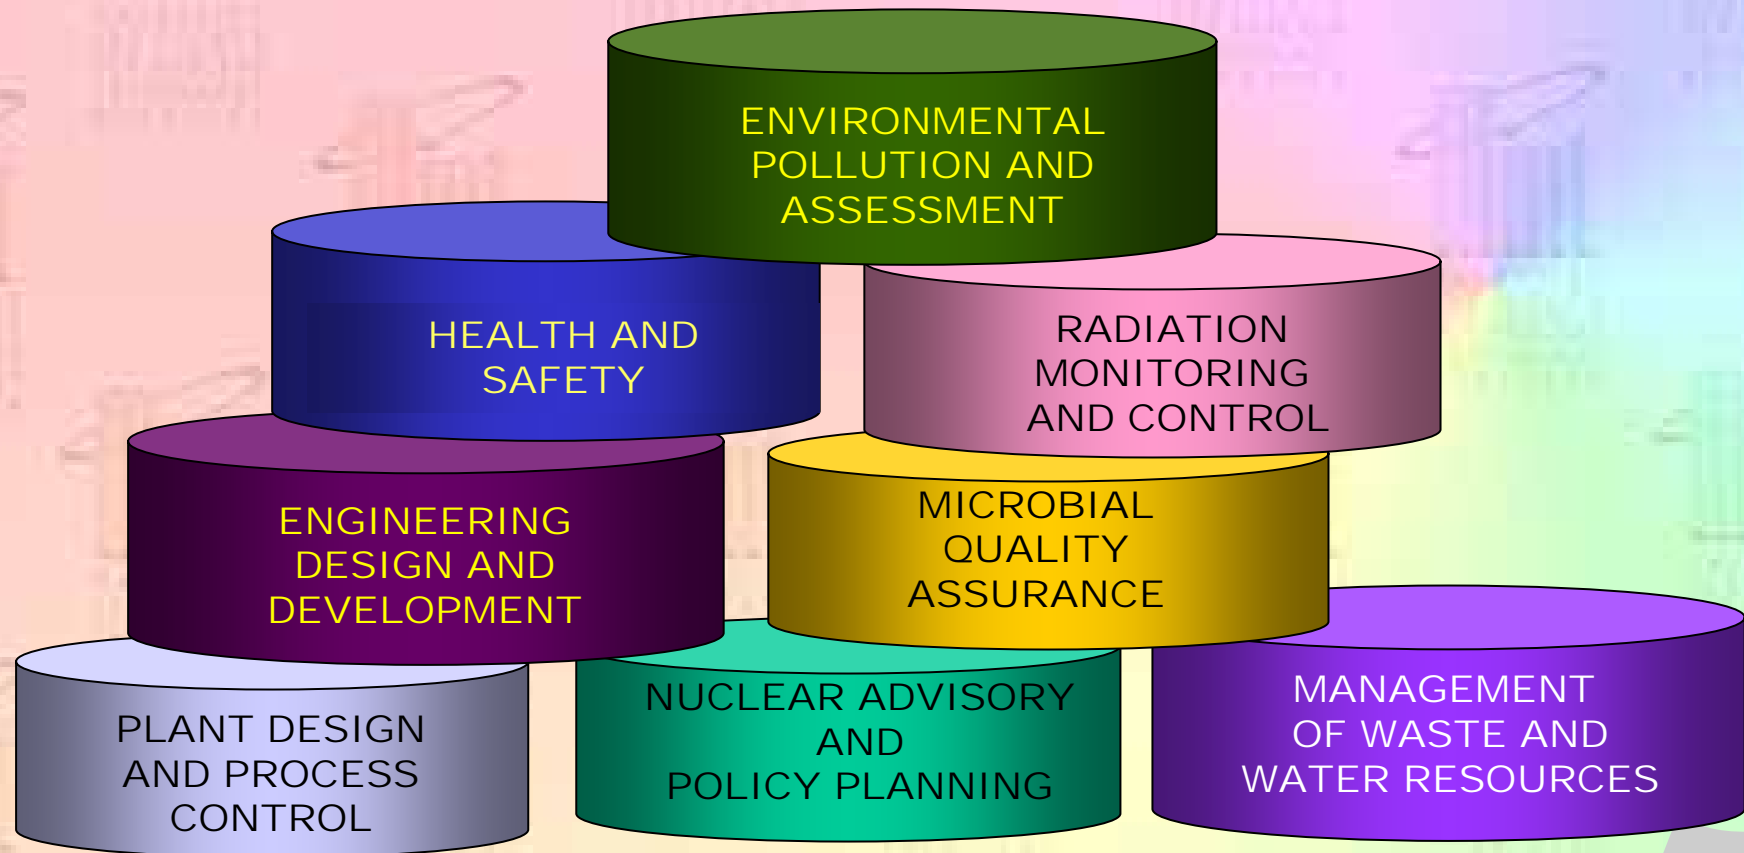 ENVIRONMENTAL
POLLUTION AND
ASSESSMENT
HEALTH AND
SAFETY
RADIATION
MONITORING
AND CONTROL
ENGINEERING
DESIGN AND
DEVELOPMENT
MICROBIAL
QUALITY
ASSURANCE
PLANT DESIGN
AND PROCESS
CONTROL
NUCLEAR ADVISORY
AND
POLICY PLANNING
MANAGEMENT
OF WASTE AND
WATER RESOURCES